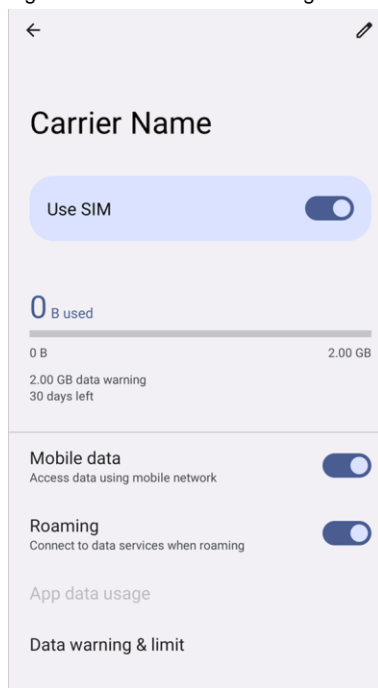 Carrier Name
Use SIM
0 B used
0 B 2.00 GB
2.00 GB data warning
30 days left
Mobile data
Access data using mobile network
Roaming
Connect to data services when roaming
App data usage
Data warning & limit